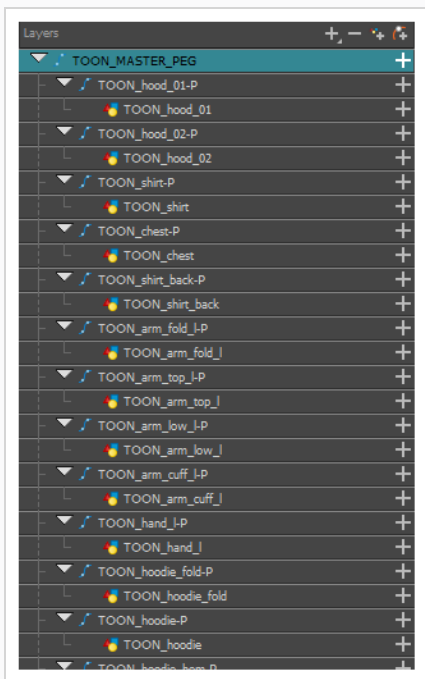 Layers
TOON_MASTER_PEG
TOON_hood_01-P
TOON_hood_01
TOON_hood_02-P
TOON_hood_02
TOON_shirt-P
TOON_shirt
TOON_chest-P
TOON_chest
TOON_shirt_back-P
TOON_shirt_back
TOON_arm_fold_l-P
TOON_arm_fold_l
TOON_arm_top_l-P
TOON_arm_top_l
TOON_arm_low_l-P
TOON_arm_low_l
TOON_arm_cuff_l-P
TOON_arm_cuff_l
TOON_hand_l-P
TOON_hand_l
TOON_hoodie_fold-P
TOON_hoodie_fold
TOON_hoodie-P
TOON_hoodie
TOON_hoodie_hem-P